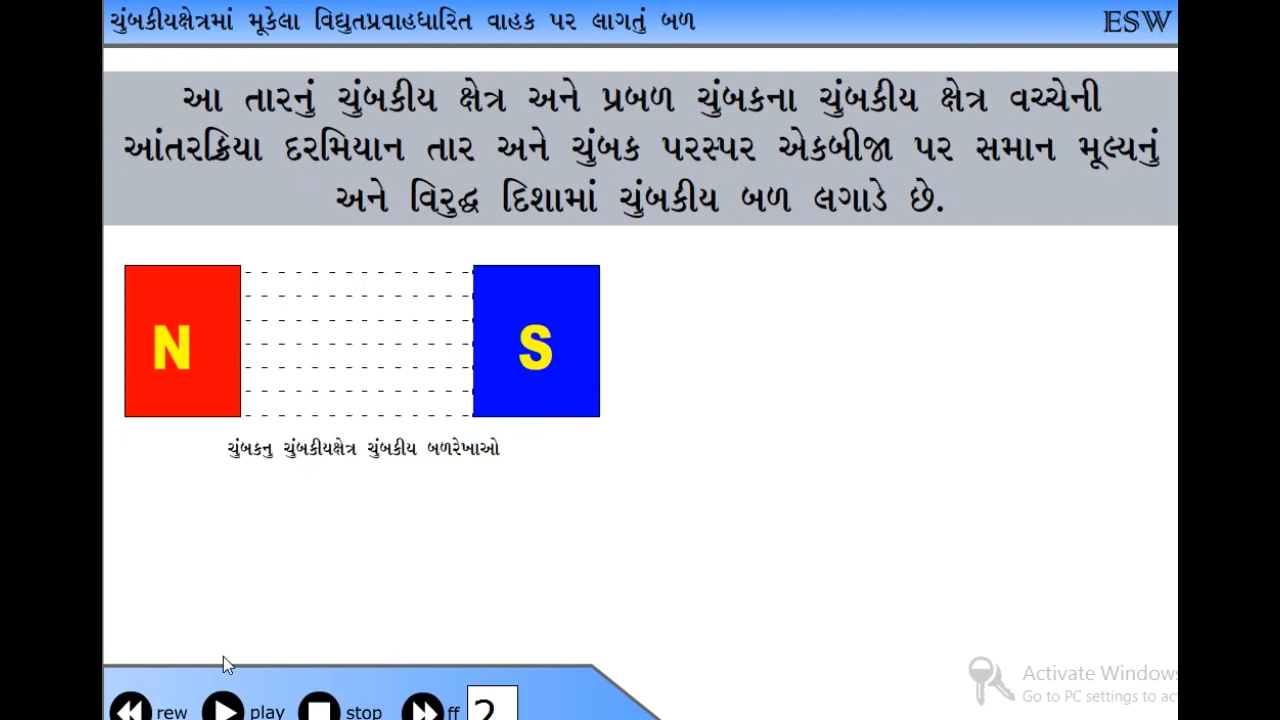 ચુંબકીયક્ષેત્રમાં મૂકેલા વિદ્યુતપ્રવાહધારિત વાહક પર લાગતું બળ
ESW
આ તારનું ચુંબકીય ક્ષેત્ર અને પ્રબળ ચુંબકના ચુંબકીય ક્ષેત્ર વચ્ચેની
આંતરક્રિયા દરમિયાન તાર અને ચુંબક પરસ્પર એકબીજા પર સમાન મૂલ્યનું
અને વિરુદ્ધ દિશામાં ચુંબકીય બળ લગાડે છે.
N
S
ચુંબકનુ ચુંબકીયક્ષેત્ર ચુંબકીય બળરેખાઓ
Activate Windows
Go to PC settings to
rew play stop ff 2